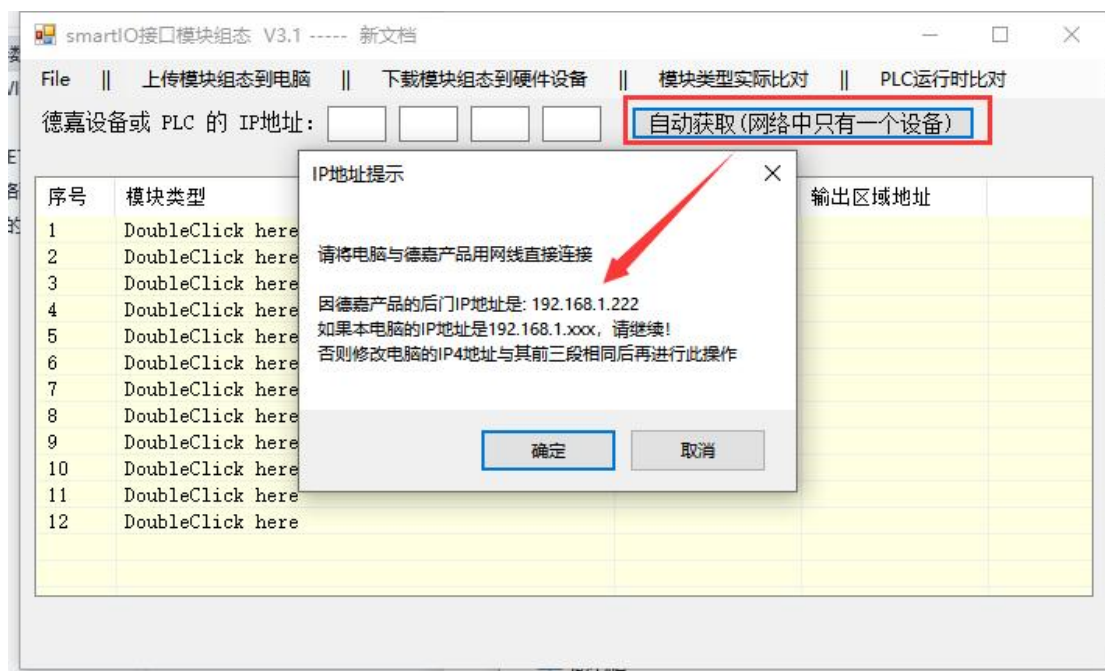 smartIO接口模块组态 V3.1 ----- 新文档
File || 上传模块组态到电脑 || 下载模块组态到硬件设备 || 模块类型实际比对 || PLC运行时比对
德嘉设备或 PLC 的 IP地址: 自动获取(网络中只有一个设备)
IP地址提示
序号 模块类型 输出区域地址
请将电脑与德嘉产品用网线直接连接
因德嘉产品的后门IP地址是: 192.168.1.222
如果本电脑的IP地址是192.168.1.xxx，请继续!
否则修改电脑的IP4地址与其前三段相同后再进行此操作
确定 取消
1 DoubleClick here
2 DoubleClick here
3 DoubleClick here
4 DoubleClick here
5 DoubleClick here
6 DoubleClick here
7 DoubleClick here
8 DoubleClick here
9 DoubleClick here
10 DoubleClick here
11 DoubleClick here
12 DoubleClick here